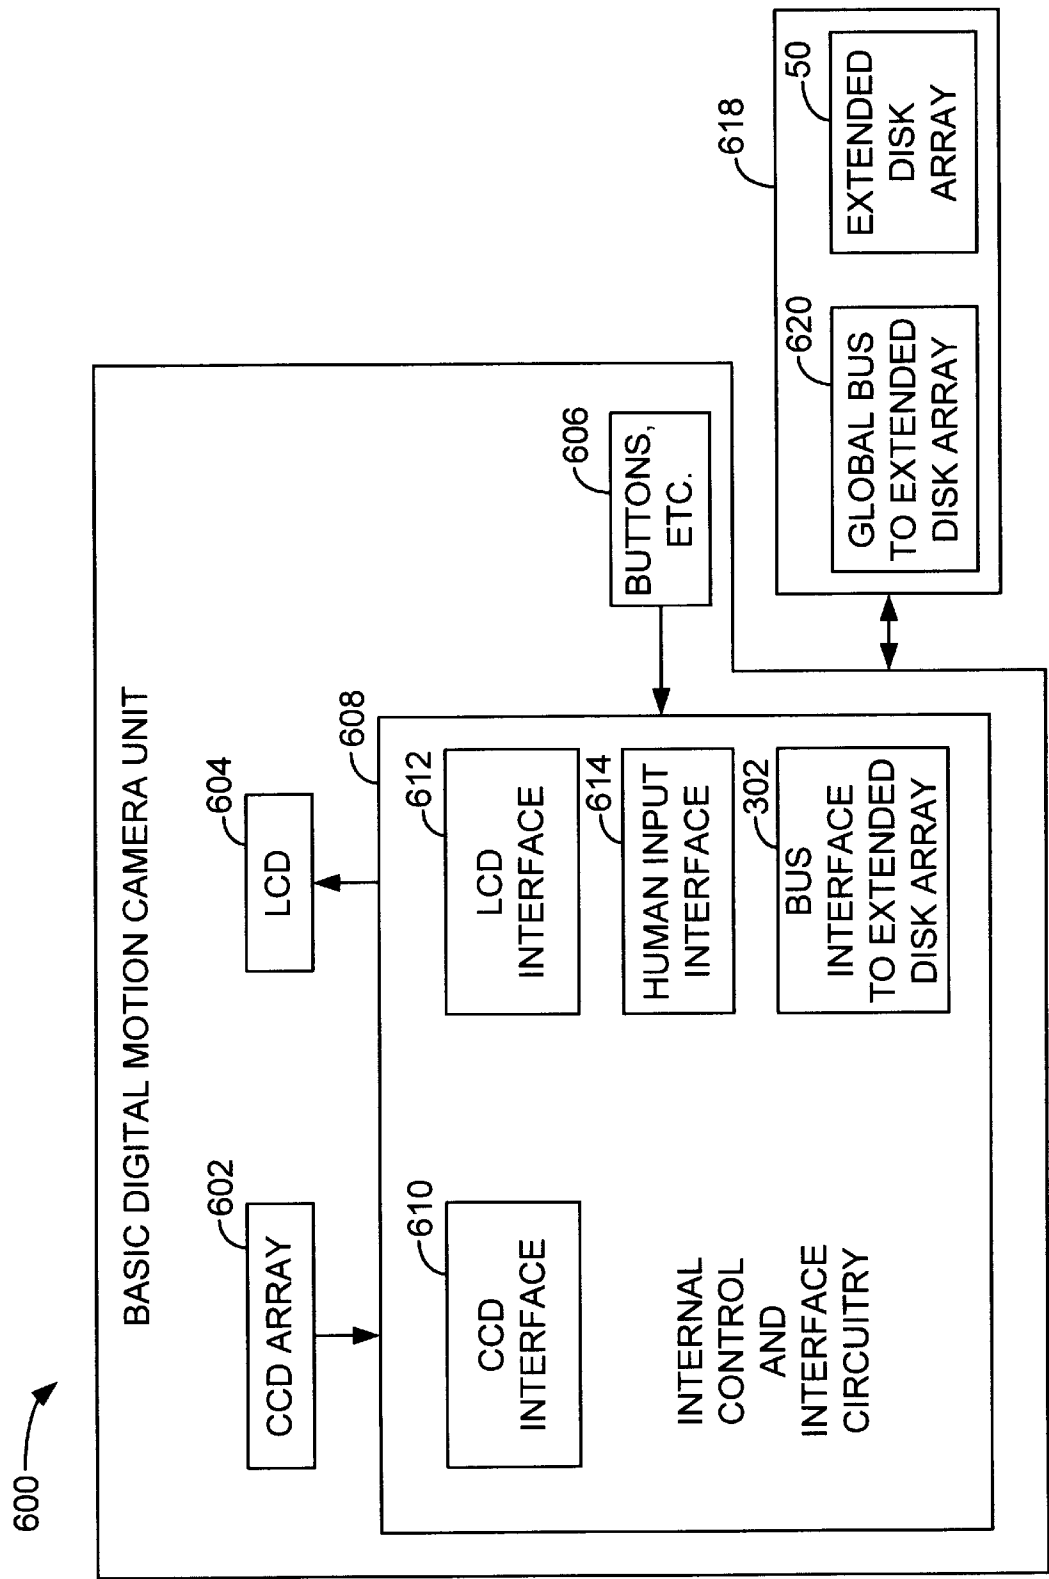 600
BASIC DIGITAL MOTION CAMERA UNIT
602
CCD ARRAY
604
LCD
608
610
CCD
INTERFACE
612
LCD
INTERFACE
606
BUTTONS,
ETC.
614
HUMAN INPUT
INTERFACE
INTERNAL
CONTROL
AND
INTERFACE
CIRCUITRY
302
BUS
INTERFACE
TO EXTENDED
DISK ARRAY
618
620
GLOBAL BUS
TO EXTENDED
DISK ARRAY
50
EXTENDED
DISK
ARRAY